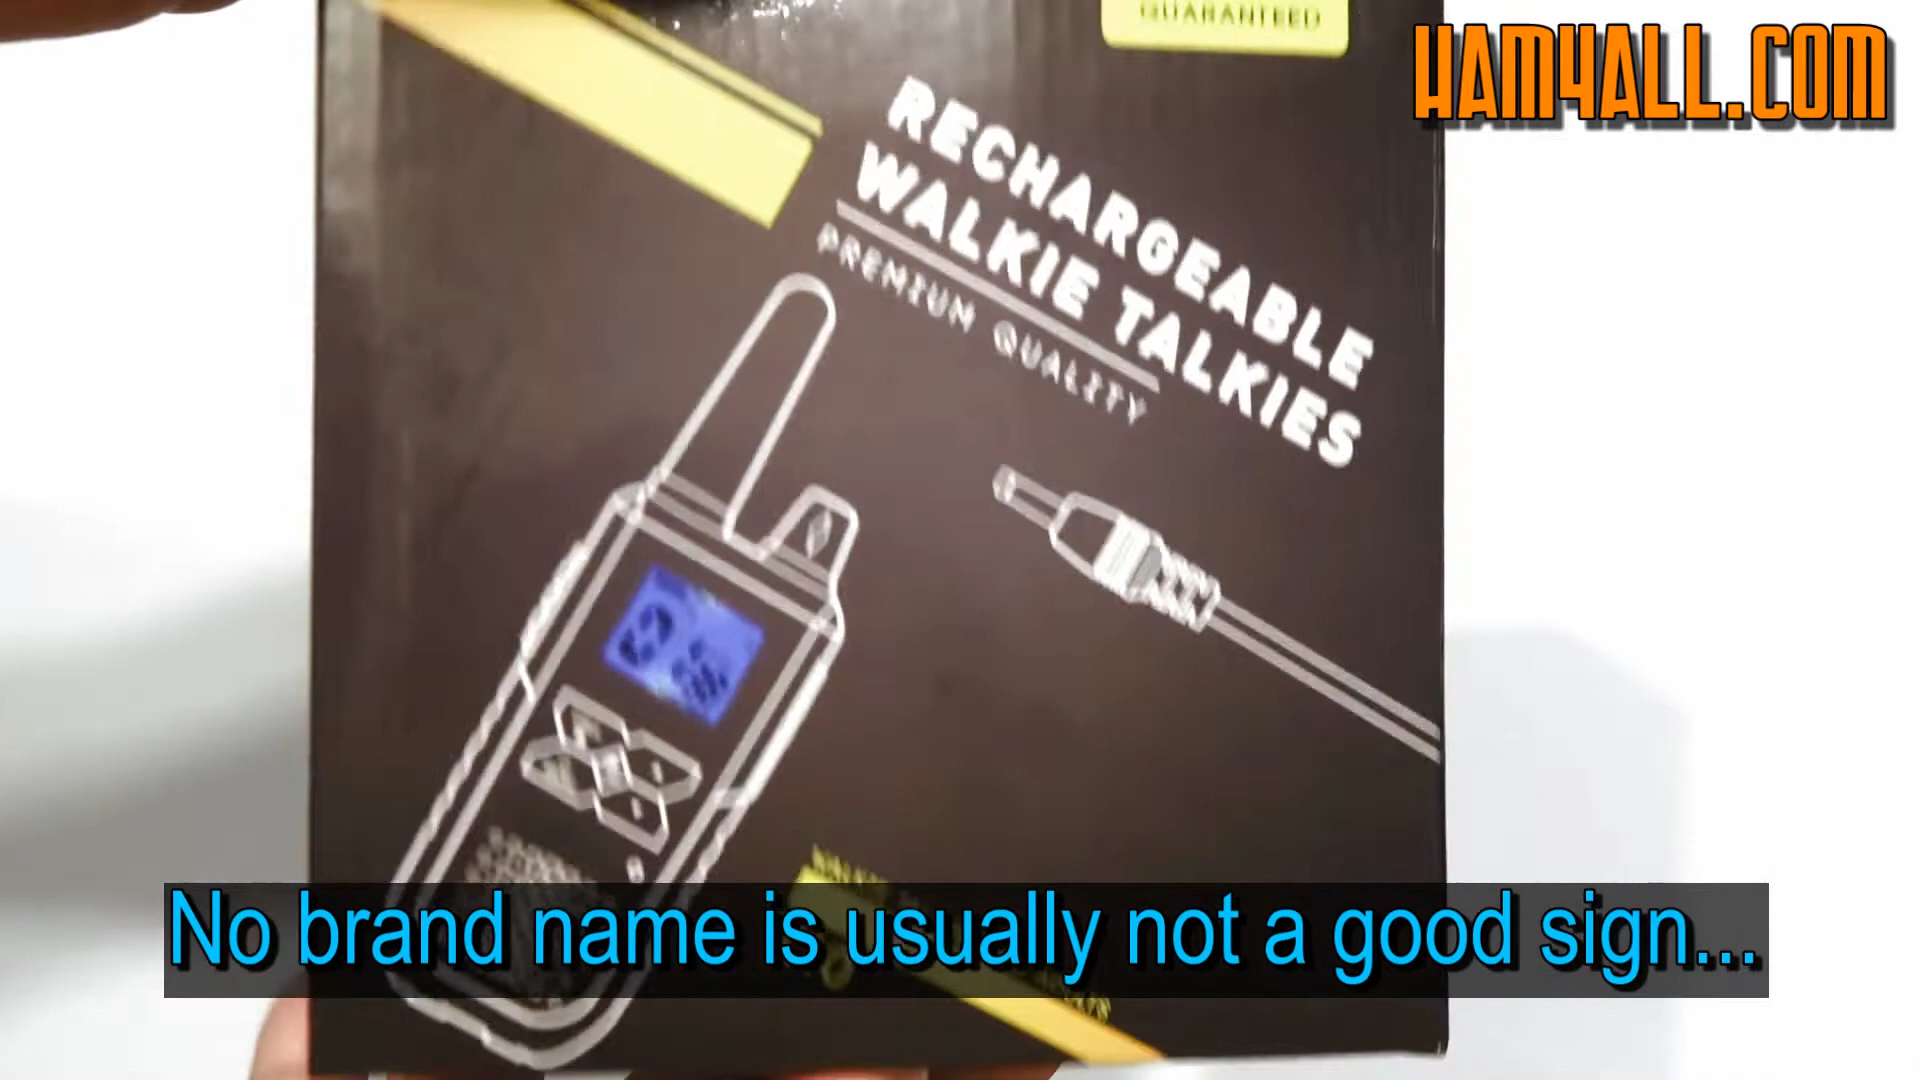 GUARANTEED
HAM4ALL.COM
RECHARGEABLE
WALKIE TALKIES
PREMIUM QUALITY
No brand name is usually not a good sign...